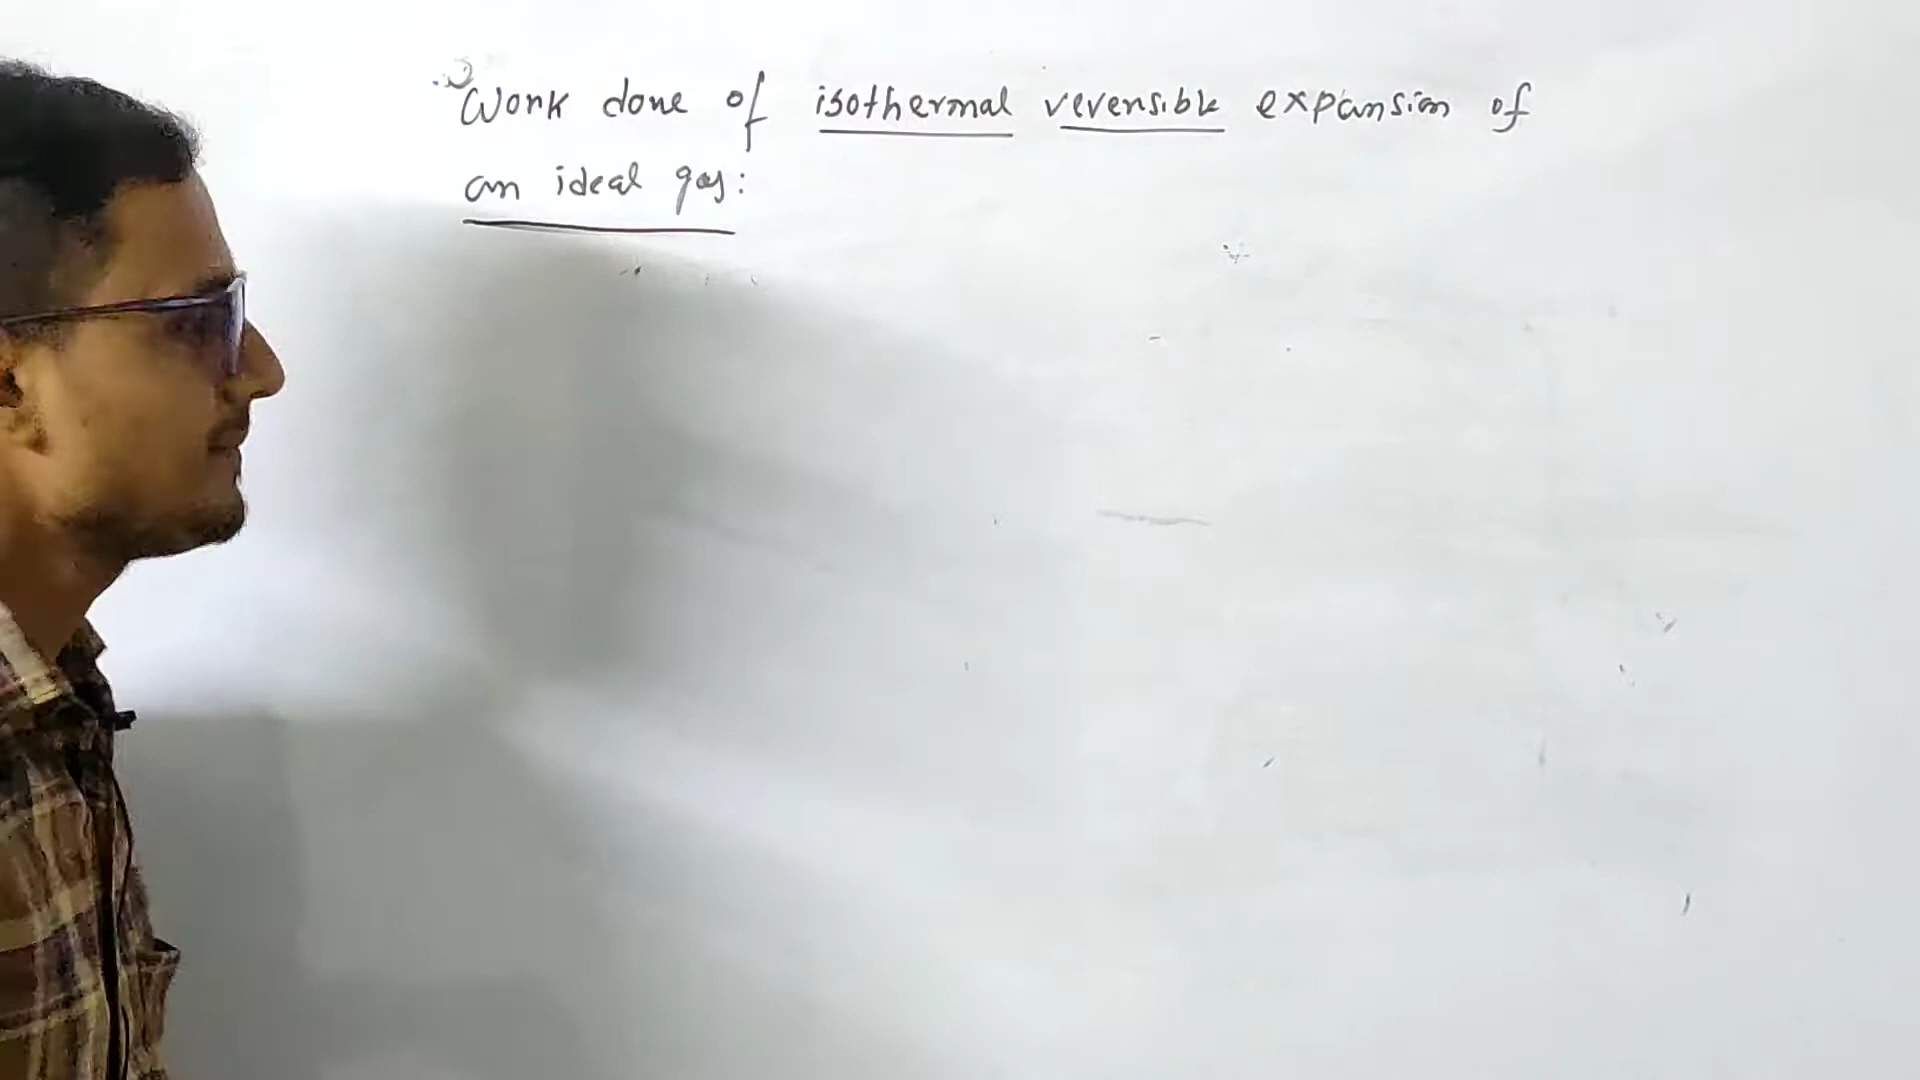 Work done of isothermal reversible expansion of
an ideal gas: